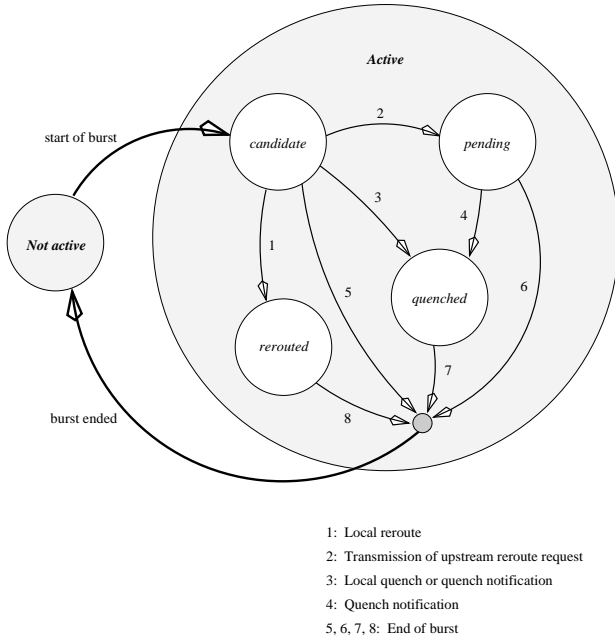 Active
2
start of burst
candidate
pending
3
4
Not active
1
5
quenched
6
rerouted
7
burst ended
8
1: Local reroute
2: Transmission of upstream reroute request
3: Local quench or quench notification
4: Quench notification
5, 6, 7, 8: End of burst